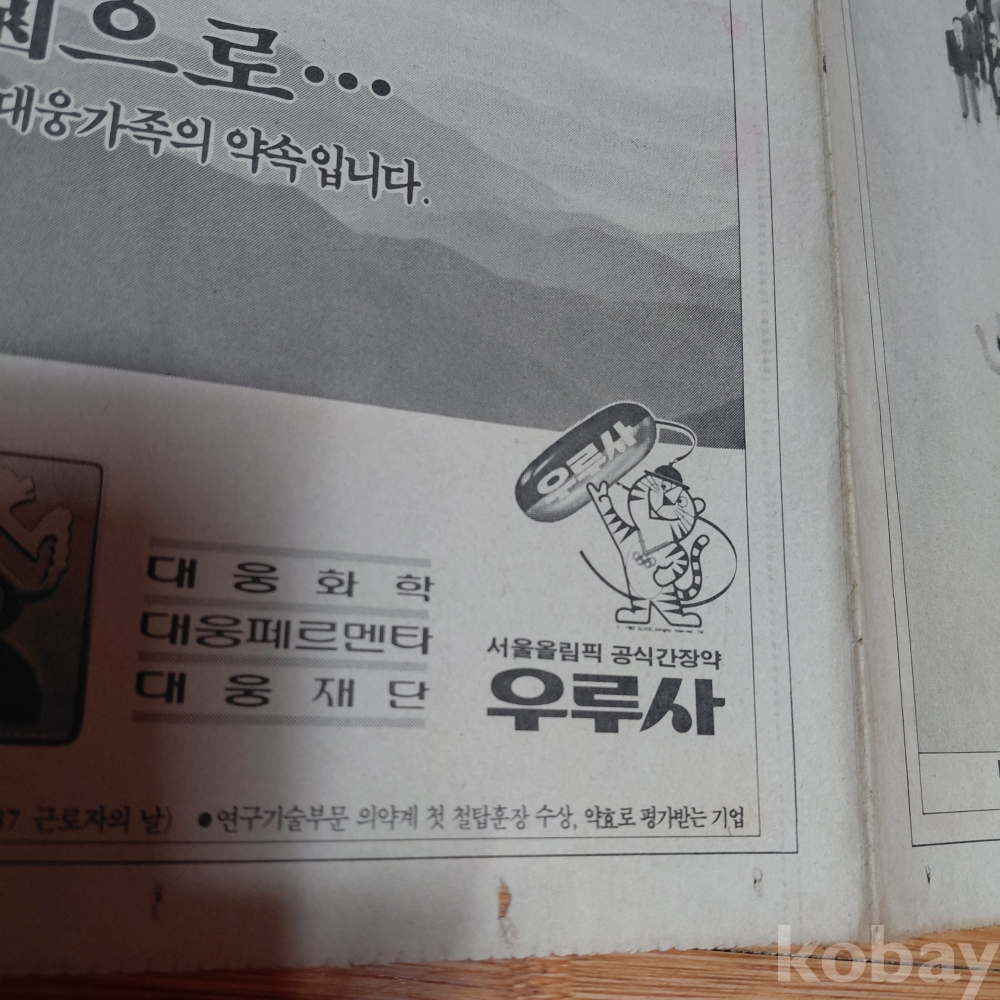 으로...
대웅가족의 약속입니다.
우루사
대웅화학
대웅페르멘타
대웅재단
서울올림픽 공식간장약
우루사
근로자의 날) ●연구기술부문 의약계 첫 철탑훈장 수상, 약효로 평가받는 기업
kobay